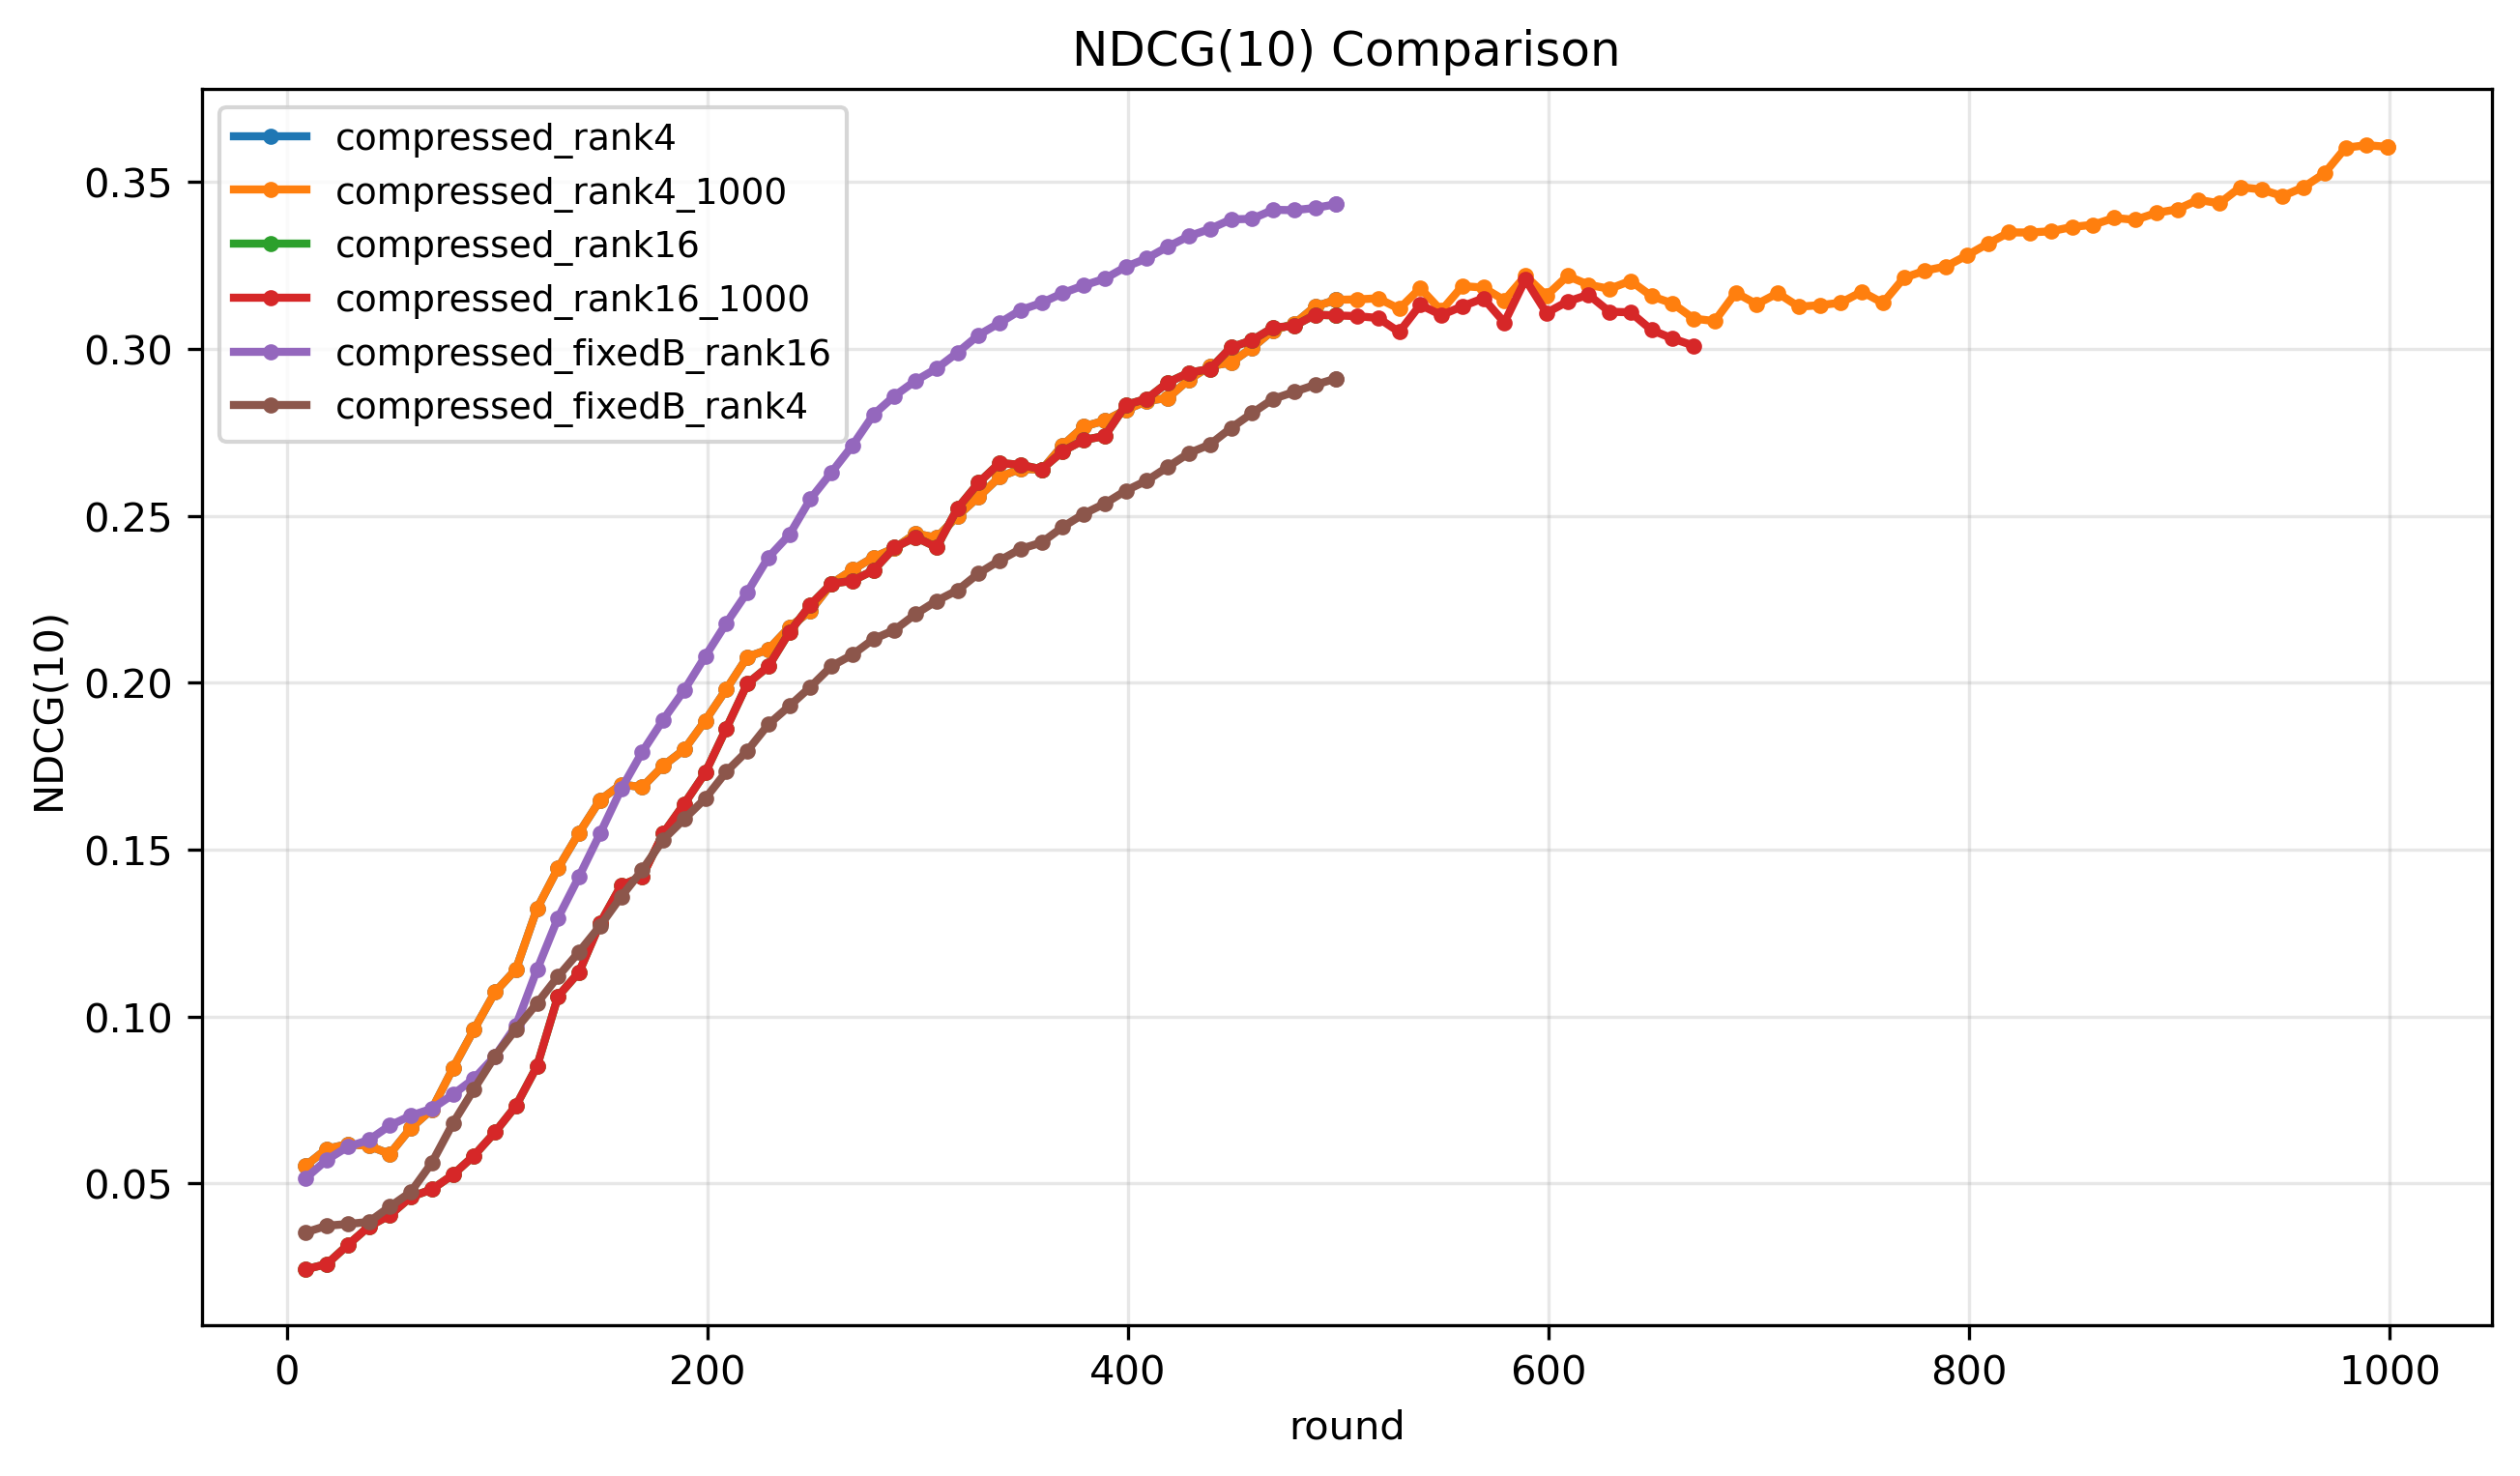 NDCG(10) Comparison
compressed_rank4
compressed_rank4_1000
compressed_rank16
compressed_rank16_1000
compressed_fixedB_rank16
compressed_fixedB_rank4
0.35
0.30
0.25
0.20
0.15
0.10
0.05
NDCG(10)
0 200 400 600 800 1000
round